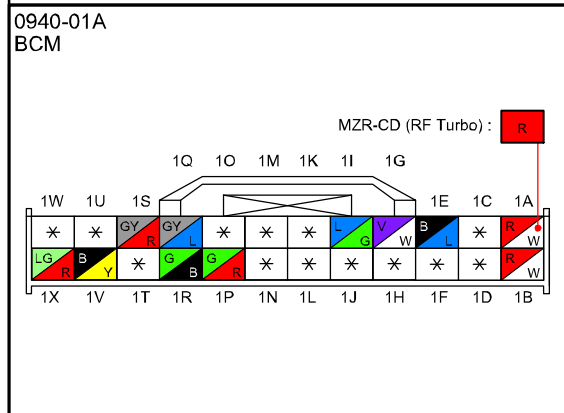 0940-01A
BCM
MZR-CD (RF Turbo) : R
1Q 1O 1M 1K 1I 1G
1W 1U 1S 1E 1C 1A
* * GY R GY L * * * L G V W B L * R W
LG R B Y * G B G R * * * * * * R W
1X 1V 1T 1R 1P 1N 1L 1J 1H 1F 1D 1B